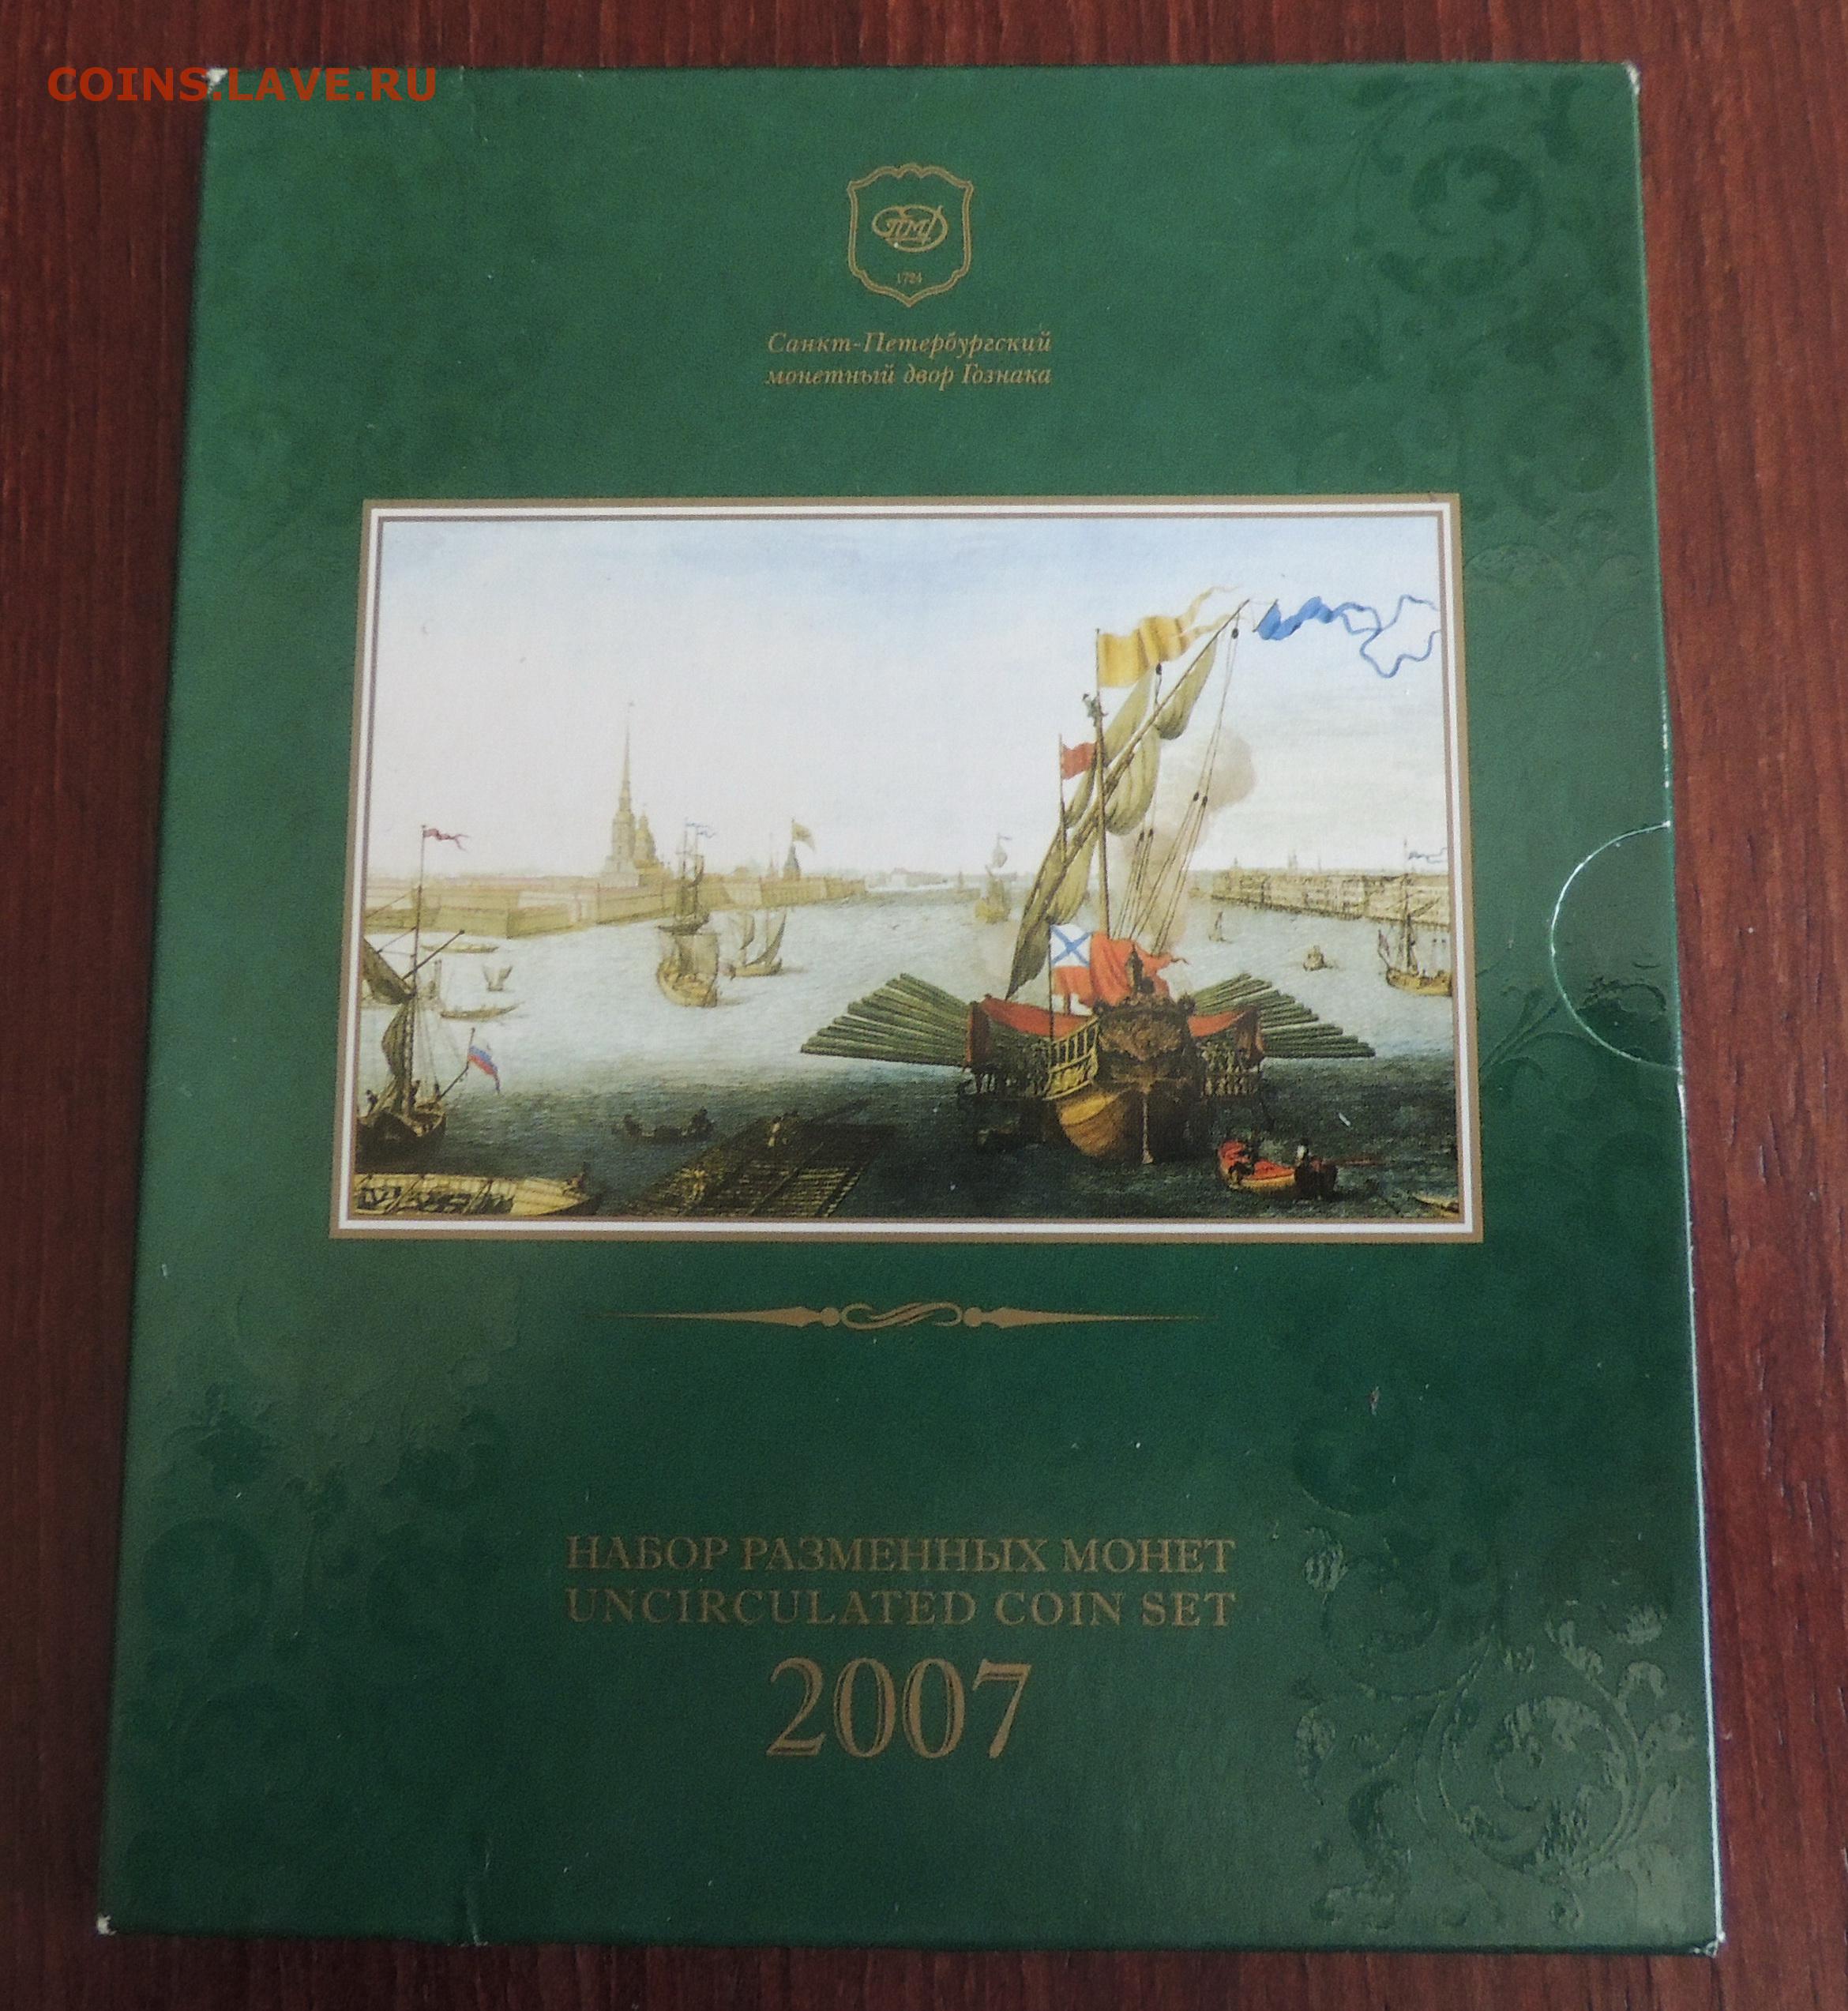 COINS.LAVE.RU
СПМД
1724
Санкт-Петербургский
монетный двор Гознака
НАБОР РАЗМЕННЫХ МОНЕТ
UNCIRCULATED COIN SET
2007